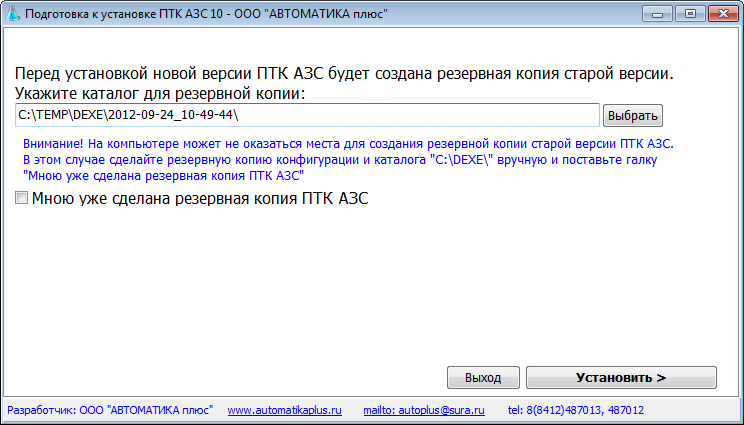 Подготовка к установке ПТК АЗС 10 - ООО "АВТОМАТИКА плюс"
Перед установкой новой версии ПТК АЗС будет создана резервная копия старой версии.
Укажите каталог для резервной копии:
C:\TEMP\DEXE\2012-09-24_10-49-44\
Выбрать
Внимание! На компьютере может не оказаться места для создания резервной копии старой версии ПТК АЗС.
В этом случае сделайте резервную копию конфигурации и каталога "C:\DEXE\" вручную и поставьте галку
"Мною уже сделана резервная копия ПТК АЗС"
Мною уже сделана резервная копия ПТК АЗС
Выход
Установить >
Разработчик: ООО "АВТОМАТИКА плюс" www.automatikaplus.ru mailto: autoplus@sura.ru tel: 8(8412)487013, 487012